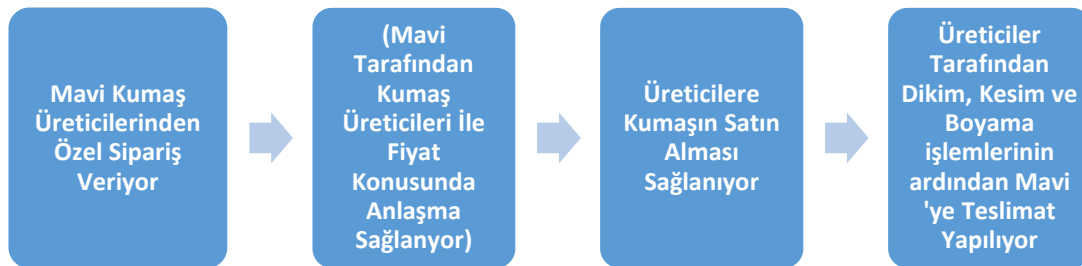 Mavi Kumaş
Üreticilerinden
Özel Sipariş
Veriyor
(Mavi
Tarafından
Kumaş
Üreticileri İle
Fiyat
Konusunda
Anlaşma
Sağlanyor)
Üreticilere
Kumaşın Satın
Alması
Sağlanıyor
Üreticiler
Tarafından
Dikim, Kesim ve
Boyama
işlemlerinin
ardından Mavi
'ye Teslimat
Yapılıyor